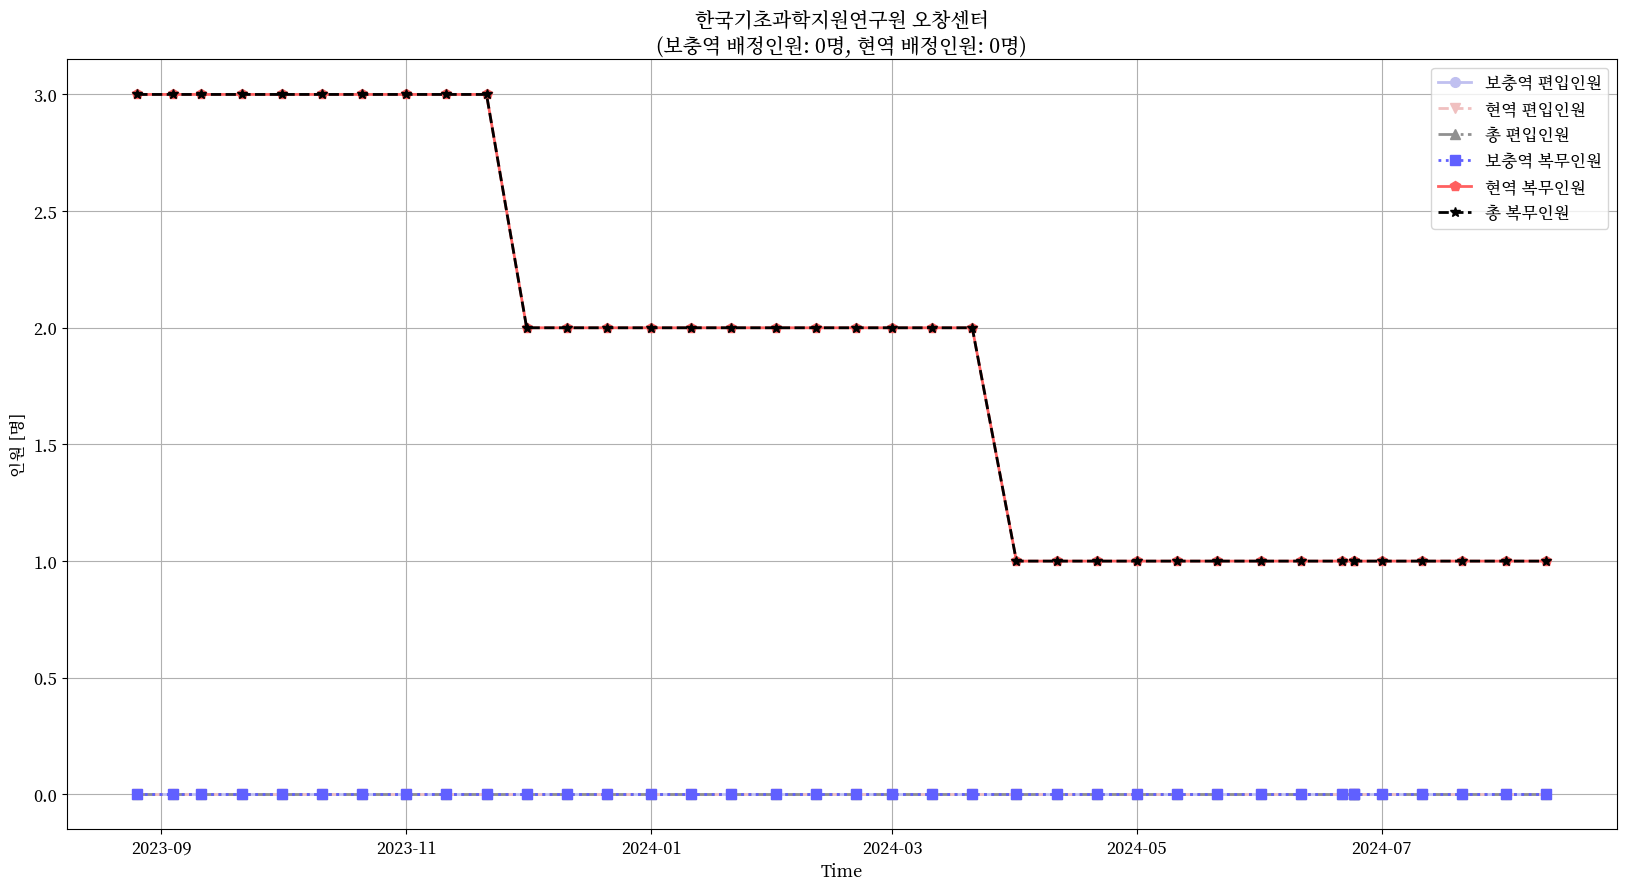 한국기초과학지원연구원 오창센터
(보충역 배정인원: 0명, 현역 배정인원: 0명)
보충역 편입인원
현역 편입인원
총 편입인원
보충역 복무인원
현역 복무인원
총 복무인원
인원 [명]
3.0
2.5
2.0
1.5
1.0
0.5
0.0
2023-09
2023-11
2024-01
2024-03
2024-05
2024-07
Time